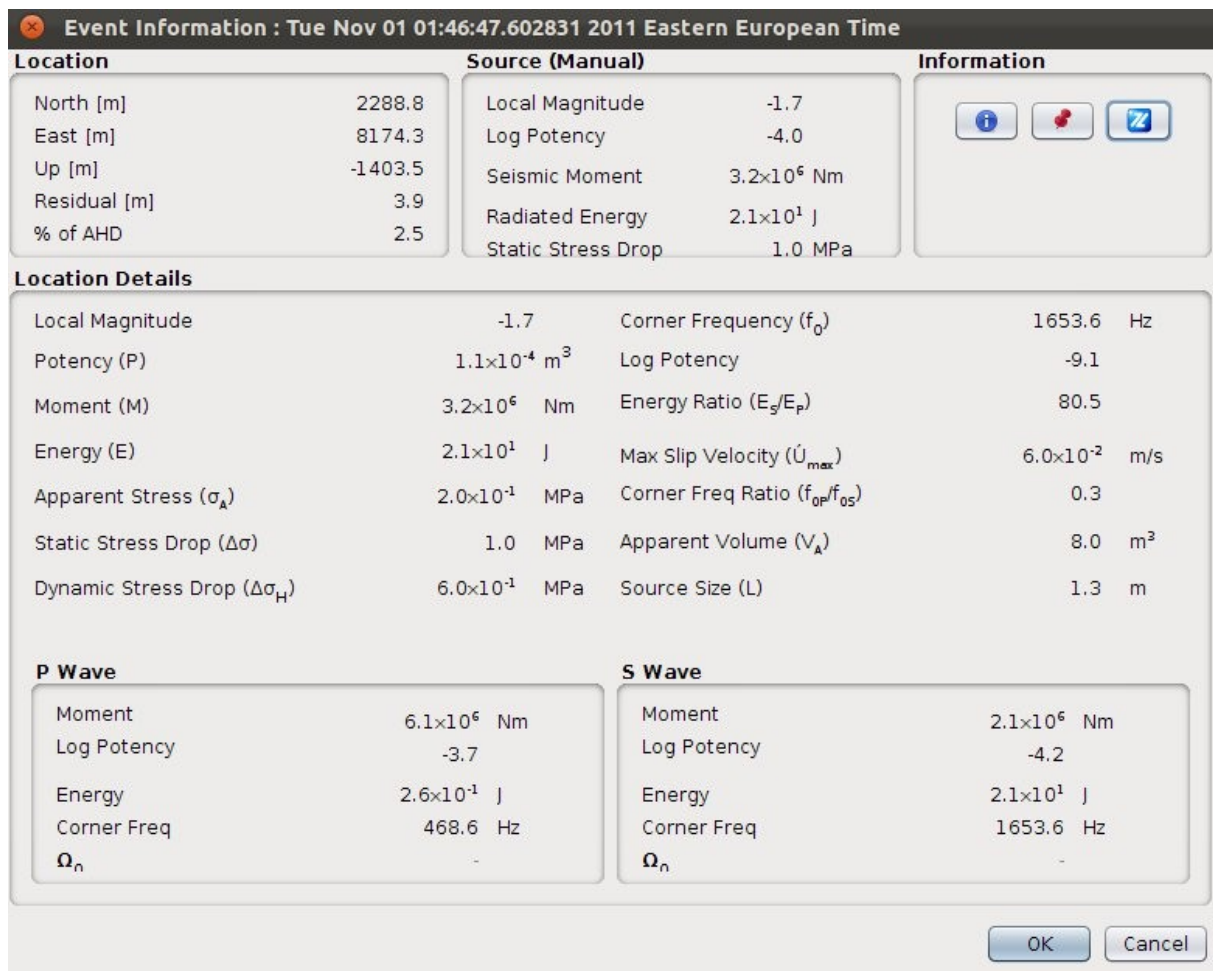 Event Information : Tue Nov 01 01:46:47.602831 2011 Eastern European Time
Location
North [m] 2288.8
East [m] 8174.3
Up [m] -1403.5
Residual [m] 3.9
% of AHD 2.5
Source (Manual)
Local Magnitude -1.7
Log Potency -4.0
Seismic Moment 3.2×10⁶ Nm
Radiated Energy 2.1×10¹ J
Static Stress Drop 1.0 MPa
Information
Location Details
Local Magnitude -1.7
Potency (P) 1.1×10⁻⁴ m³
Moment (M) 3.2×10⁶ Nm
Energy (E) 2.1×10¹ J
Apparent Stress (σ_A) 2.0×10⁻¹ MPa
Static Stress Drop (Δσ) 1.0 MPa
Dynamic Stress Drop (Δσ_H) 6.0×10⁻¹ MPa
Corner Frequency (f₀) 1653.6 Hz
Log Potency -9.1
Energy Ratio (E_S/E_P) 80.5
Max Slip Velocity (Ú_max) 6.0×10⁻² m/s
Corner Freq Ratio (f_0P/f_0S) 0.3
Apparent Volume (V_A) 8.0 m³
Source Size (L) 1.3 m
P Wave
Moment 6.1×10⁶ Nm
Log Potency -3.7
Energy 2.6×10⁻¹ J
Corner Freq 468.6 Hz
Ω₀ -
S Wave
Moment 2.1×10⁶ Nm
Log Potency -4.2
Energy 2.1×10¹ J
Corner Freq 1653.6 Hz
Ω₀ -
OK Cancel